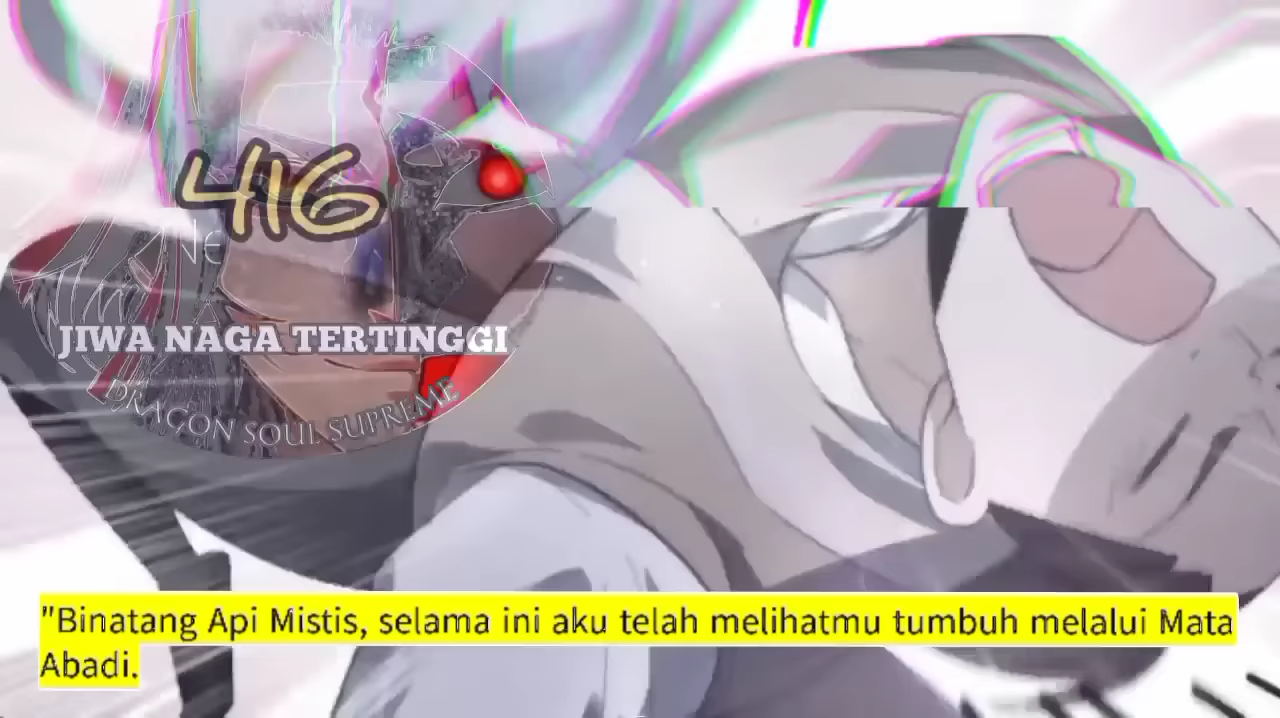 416
NE
JIWA NAGA TERTINGGI
DRAGON SOUL SUPREME
"Binatang Api Mistis, selama ini aku telah melihatmu tumbuh melalui Mata
Abadi.